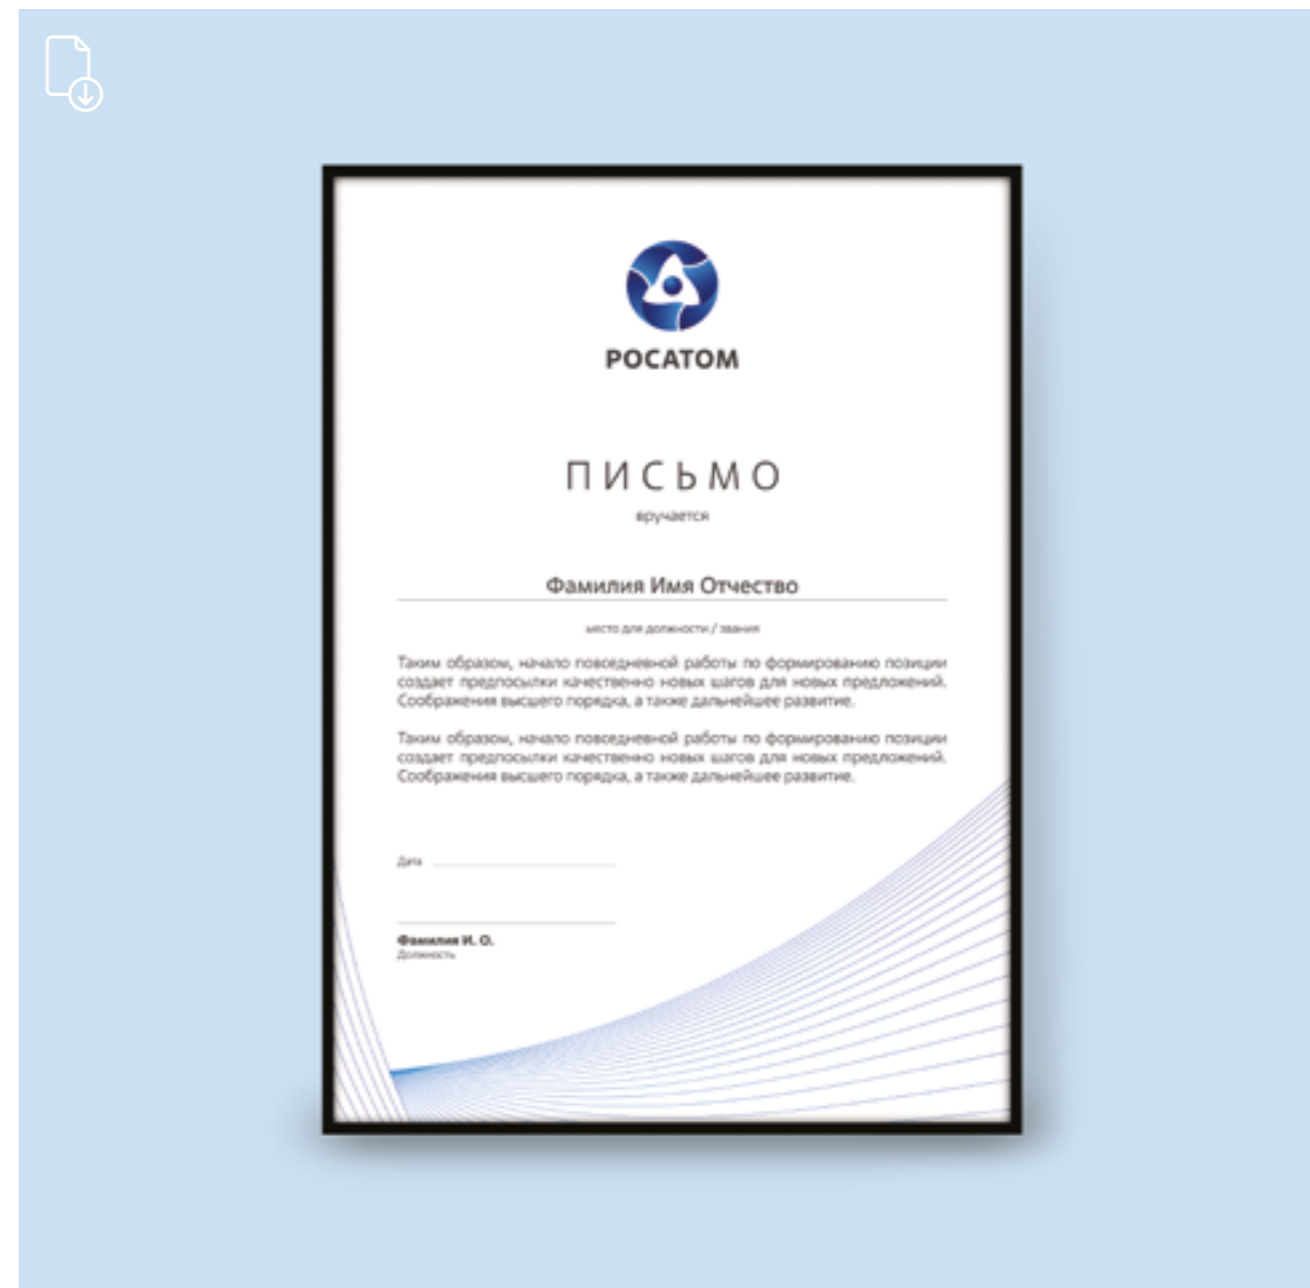 РОСАТОМ
ПИСЬМО
вручается
Фамилия Имя Отчество
место для должности / звания
Таким образом, начало повседневной работы по формированию позиции
создает предпосылки качественно новых шагов для новых предложений.
Соображения высшего порядка, а также дальнейшее развитие.
Таким образом, начало повседневной работы по формированию позиции
создает предпосылки качественно новых шагов для новых предложений.
Соображения высшего порядка, а также дальнейшее развитие.
Дата
Фамилия И. О.
Должность